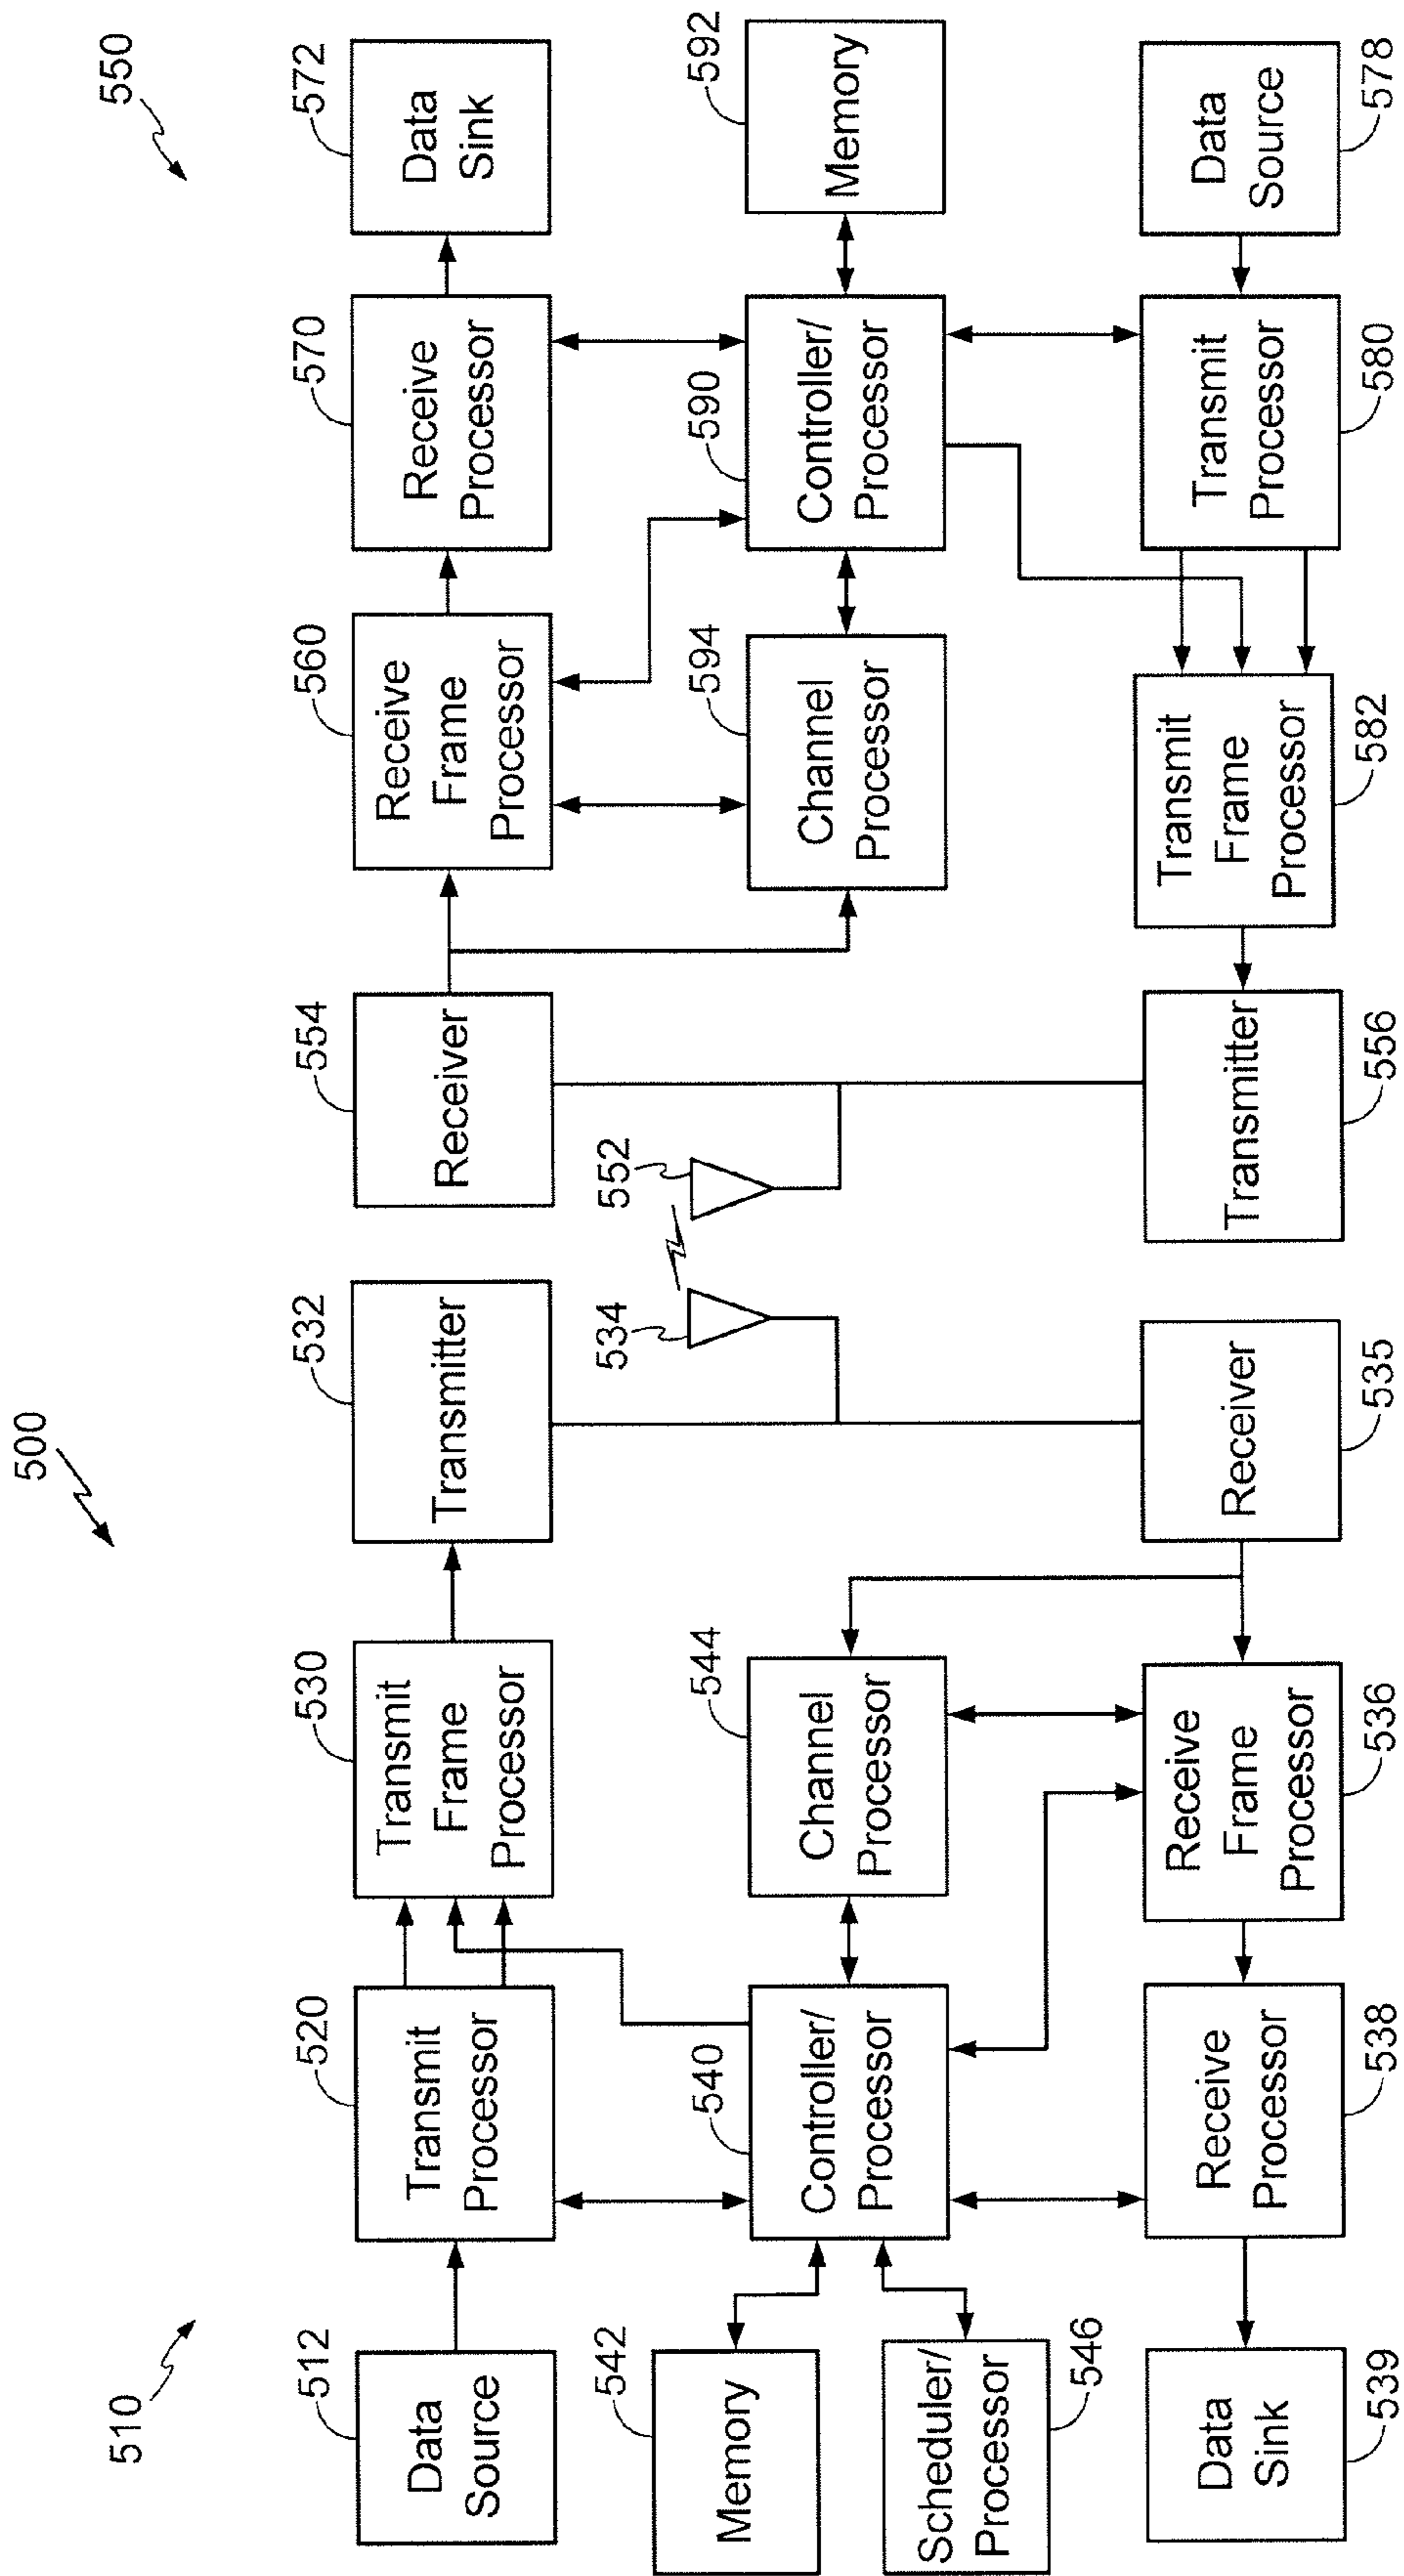 500
510
550
512
Data
Source
520
Transmit
Processor
530
Transmit
Frame
Processor
532
Transmitter
554
Receiver
560
Receive
Frame
Processor
570
Receive
Processor
572
Data
Sink
542
Memory
540
Controller/
Processor
544
Channel
Processor
534
552
594
Channel
Processor
590
Controller/
Processor
592
Memory
Scheduler/
Processor
546
Data
Sink
539
Receive
Processor
538
Receive
Frame
Processor
536
Receiver
535
Transmitter
556
Transmit
Frame
Processor
582
Transmit
Processor
580
Data
Source
578